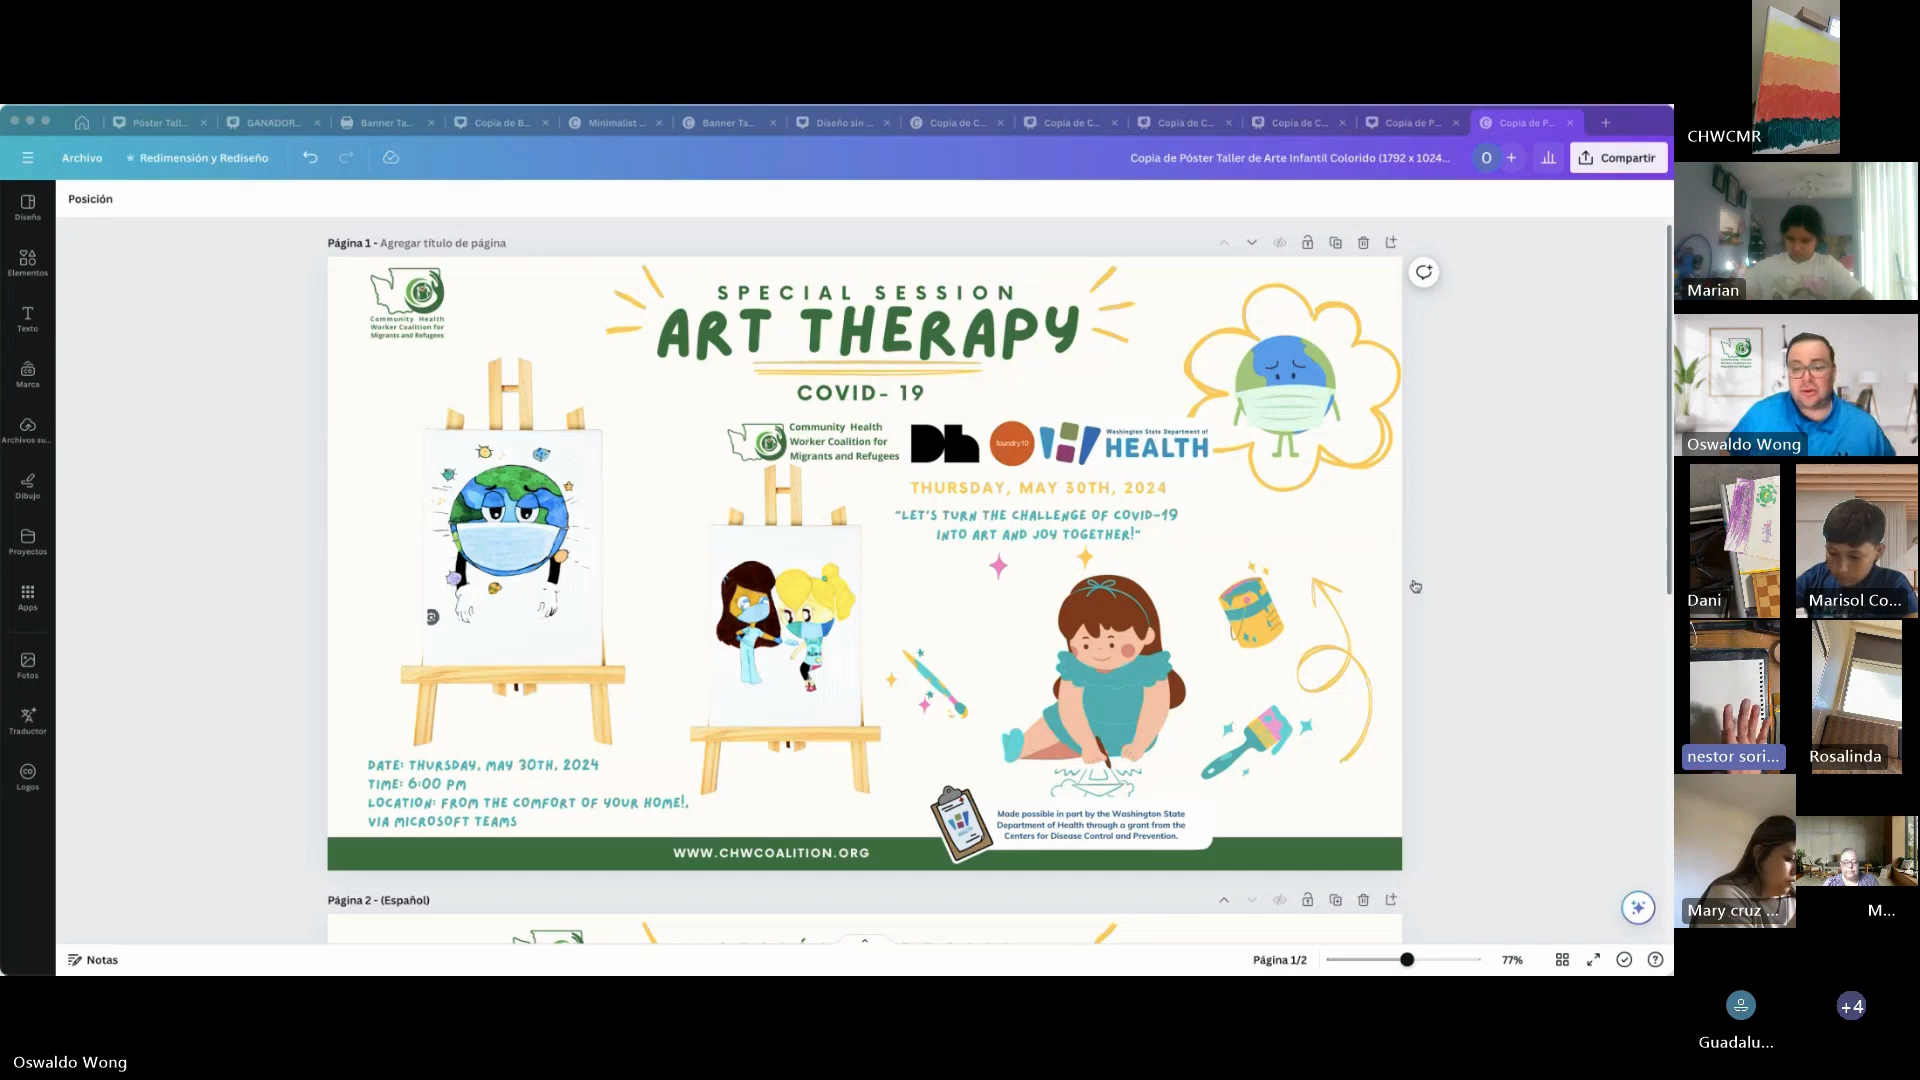 Póster Tall...
GANADOR...
Banner Ta...
Copia de B...
Minimalist ...
Banner Ta...
Diseño sin ...
Copia de C...
Copia de C...
Copia de C...
Copia de C...
Copia de P...
Copia de P...
Archivo
Redimensión y Rediseño
Copia de Póster Taller de Arte Infantil Colorido (1792 x 1024...
O
Compartir
Posición
Diseño
Elementos
Texto
Marca
Archivos su...
Dibujo
Proyectos
Apps
Fotos
Traductor
Logos
Página 1 - Agregar título de página
Community Health
Worker Coalition for
Migrants and Refugees
SPECIAL SESSION
ART THERAPY
COVID- 19
Community Health
Worker Coalition for
Migrants and Refugees
Dh
foundry10
Washington State Department of
HEALTH
THURSDAY, MAY 30TH, 2024
"LET'S TURN THE CHALLENGE OF COVID-19
INTO ART AND JOY TOGETHER!"
DATE: THURSDAY, MAY 30TH, 2024
TIME: 6:00 PM
LOCATION: FROM THE COMFORT OF YOUR HOME!,
VIA MICROSOFT TEAMS
Made possible in part by the Washington State
Department of Health through a grant from the
Centers for Disease Control and Prevention.
WWW.CHWCOALITION.ORG
Página 2 - (Español)
Notas
Página 1/2
77%
CHWCMR
Marian
Oswaldo Wong
Dani
Marisol Co...
nestor sori...
Rosalinda
Mary cruz ...
M...
Guadalu...
+4
Oswaldo Wong